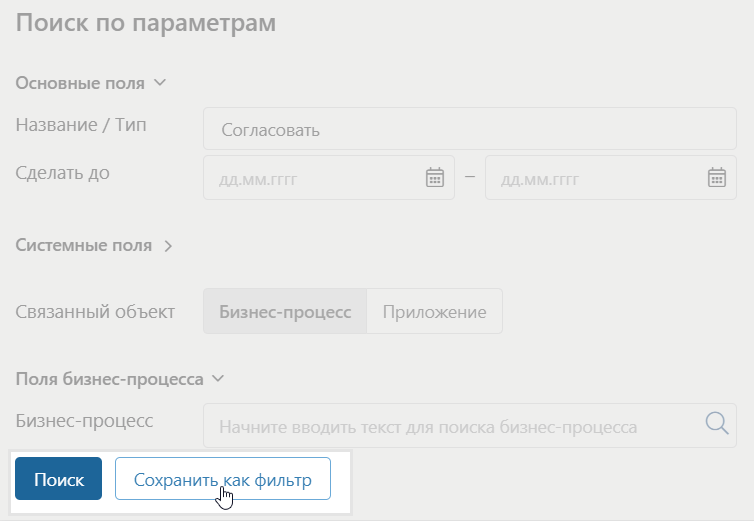 Поиск по параметрам
Основные поля
Название / Тип
Согласовать
Сделать до
дд.мм.гггг – дд.мм.гггг
Системные поля
Связанный объект
Бизнес-процесс Приложение
Поля бизнес-процесса
Бизнес-процесс
Начните вводить текст для поиска бизнес-процесса
Поиск Сохранить как фильтр